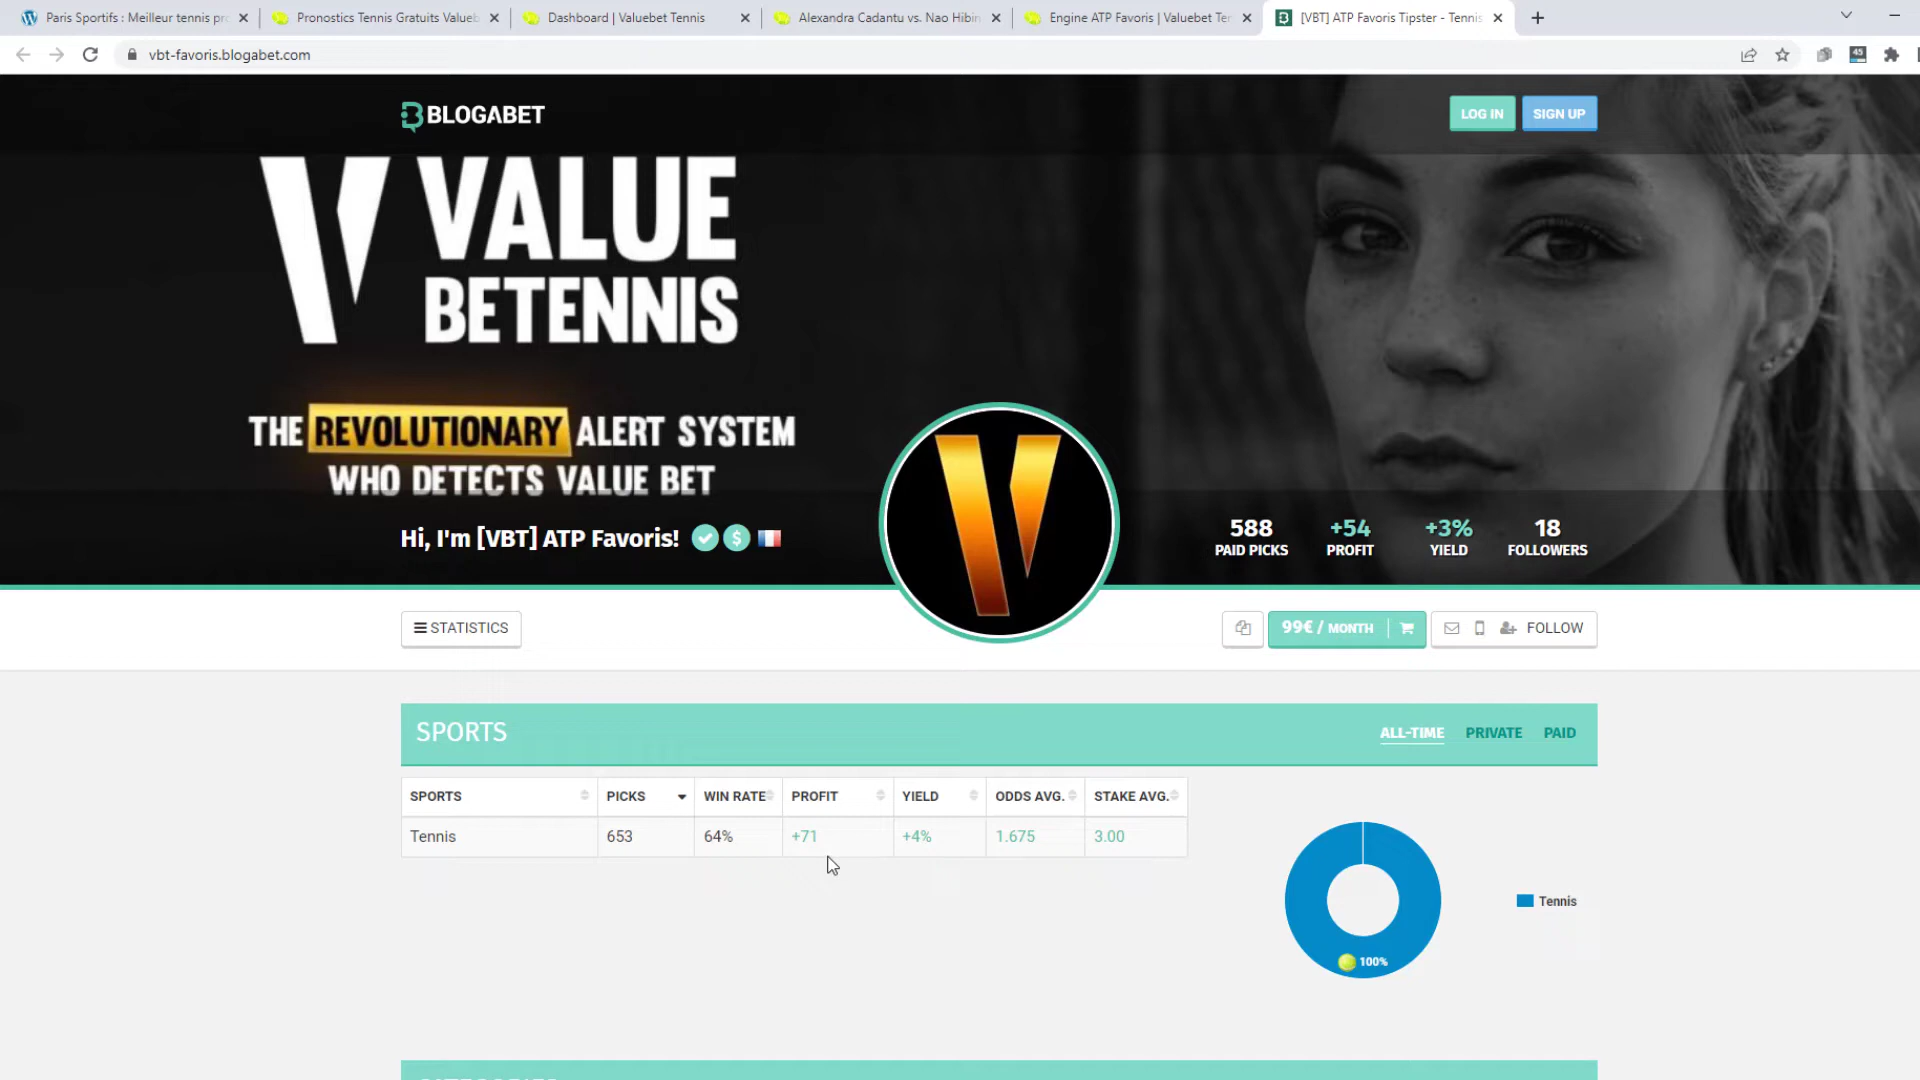 Paris Sportifs : Meilleur tennis pr
Pronostics Tennis Gratuits Valueb
Dashboard | Valuebet Tennis
Alexandra Cadantu vs. Nao Hibin
Engine ATP Favoris | Valuebet Ten
[VBT] ATP Favoris Tipster - Tennis
vbt-favoris.blogabet.com
45
BLOGABET
LOG IN
SIGN UP
VALUE
BETENNIS
THE REVOLUTIONARY ALERT SYSTEM
WHO DETECTS VALUE BET
Hi, I'm [VBT] ATP Favoris!
588
PAID PICKS
+54
PROFIT
+3%
YIELD
18
FOLLOWERS
STATISTICS
99€ / MONTH
FOLLOW
SPORTS
ALL-TIME PRIVATE PAID
SPORTS PICKS WIN RATE PROFIT YIELD ODDS AVG. STAKE AVG.
Tennis 653 64% +71 +4% 1.675 3.00
Tennis
100%